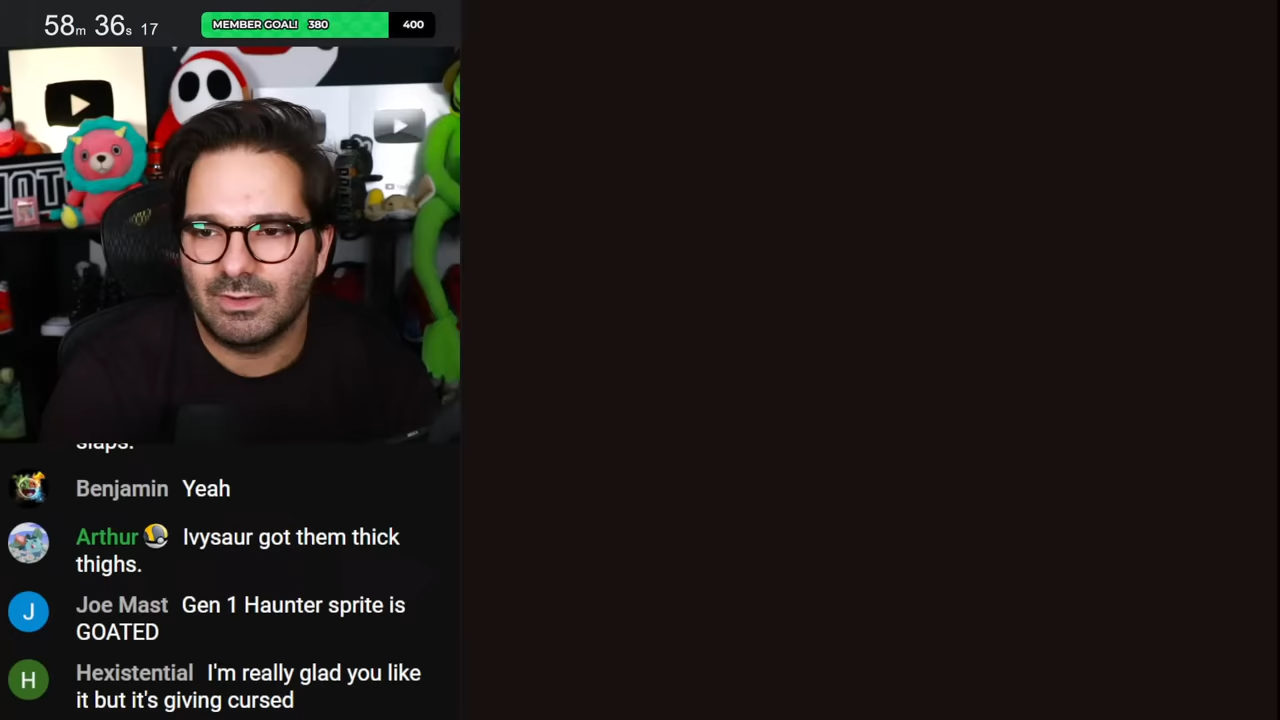 58m 36s 17
MEMBER GOAL! 380
400
slaps.
Benjamin Yeah
Arthur Ivysaur got them thick
thighs.
J
Joe Mast Gen 1 Haunter sprite is
GOATED
H
Hexistential I'm really glad you like
it but it's giving cursed